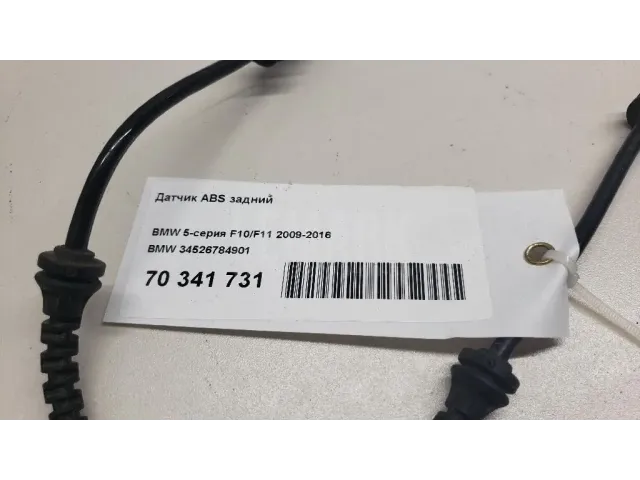 Датчик ABS задний
BMW 5-серия F10/F11 2009-2016
BMW 34526784901
70 341 731